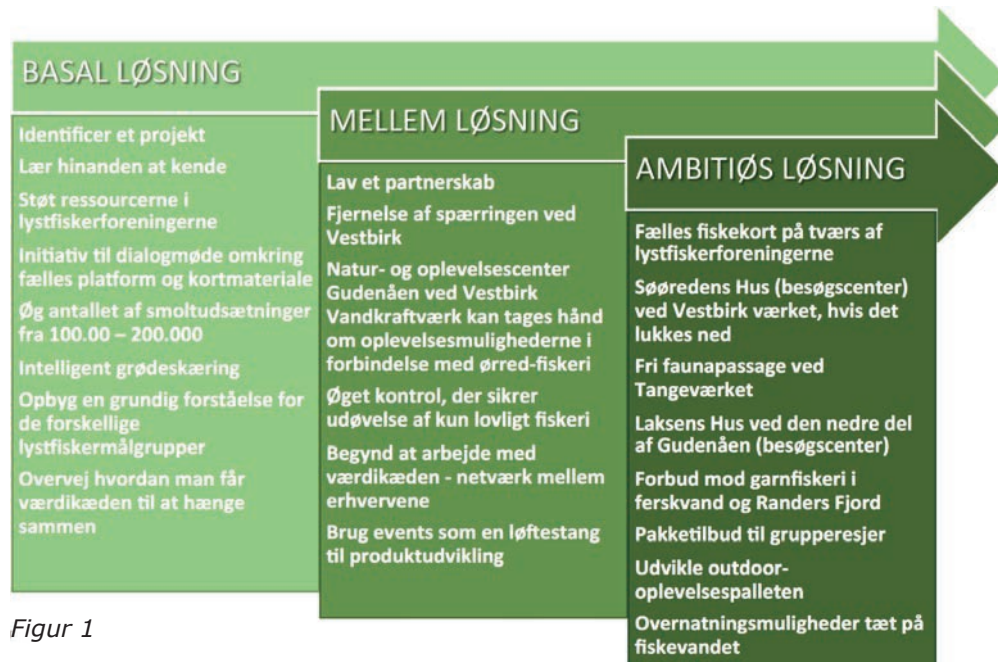 BASAL LØSNING
Identificer et projekt
Lær hinanden at kende
Støt ressourcerne i
lystfiskerforeningerne
Initiativ til dialogmøde omkring
fælles platform og kortmateriale
Øg antallet af smoltudsætninger
fra 100.00 – 200.000
Intelligent grødeskæring
Opbyg en grundig forståelse for
de forskellige
lystfiskermålgrupper
Overvej hvordan man får
værdikæden til at hænge
sammen
MELLEM LØSNING
Lav et partnerskab
Fjernelse af spærringen ved
Vestbirk
Natur- og oplevelsescenter
Gudenåen ved Vestbirk
Vandkraftværk kan tages hånd
om oplevelsesmulighederne i
forbindelse med ørred-fiskeri
Øget kontrol, der sikrer
udøvelse af kun lovligt fiskeri
Begynd at arbejde med
værdikæden - netværk mellem
erhvervene
Brug events som en løftestang
til produktudvikling
AMBITIØS LØSNING
Fælles fiskekort på tværs af
lystfiskerforeningerne
Søøredens Hus (besøgscenter)
ved Vestbirk værket, hvis det
lukkes ned
Fri faunapassage ved
Tangeværket
Laksens Hus ved den nedre del
af Gudenåen (besøgscenter)
Forbud mod garnfiskeri i
ferskvand og Randers Fjord
Pakketilbud til grupperesjer
Udvikle outdoor-
oplevelsespalleten
Overnatningsmuligheder tæt på
fiskevandet
Figur 1